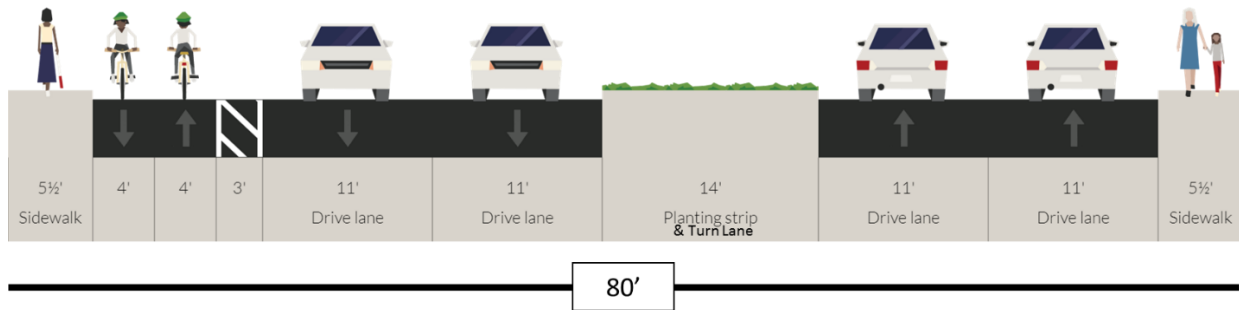 5½' 4' 4' 3' 11' 11' 14' 11' 11' 5½'
Sidewalk Drive lane Drive lane Planting strip Drive lane Drive lane Sidewalk
& Turn Lane
80’